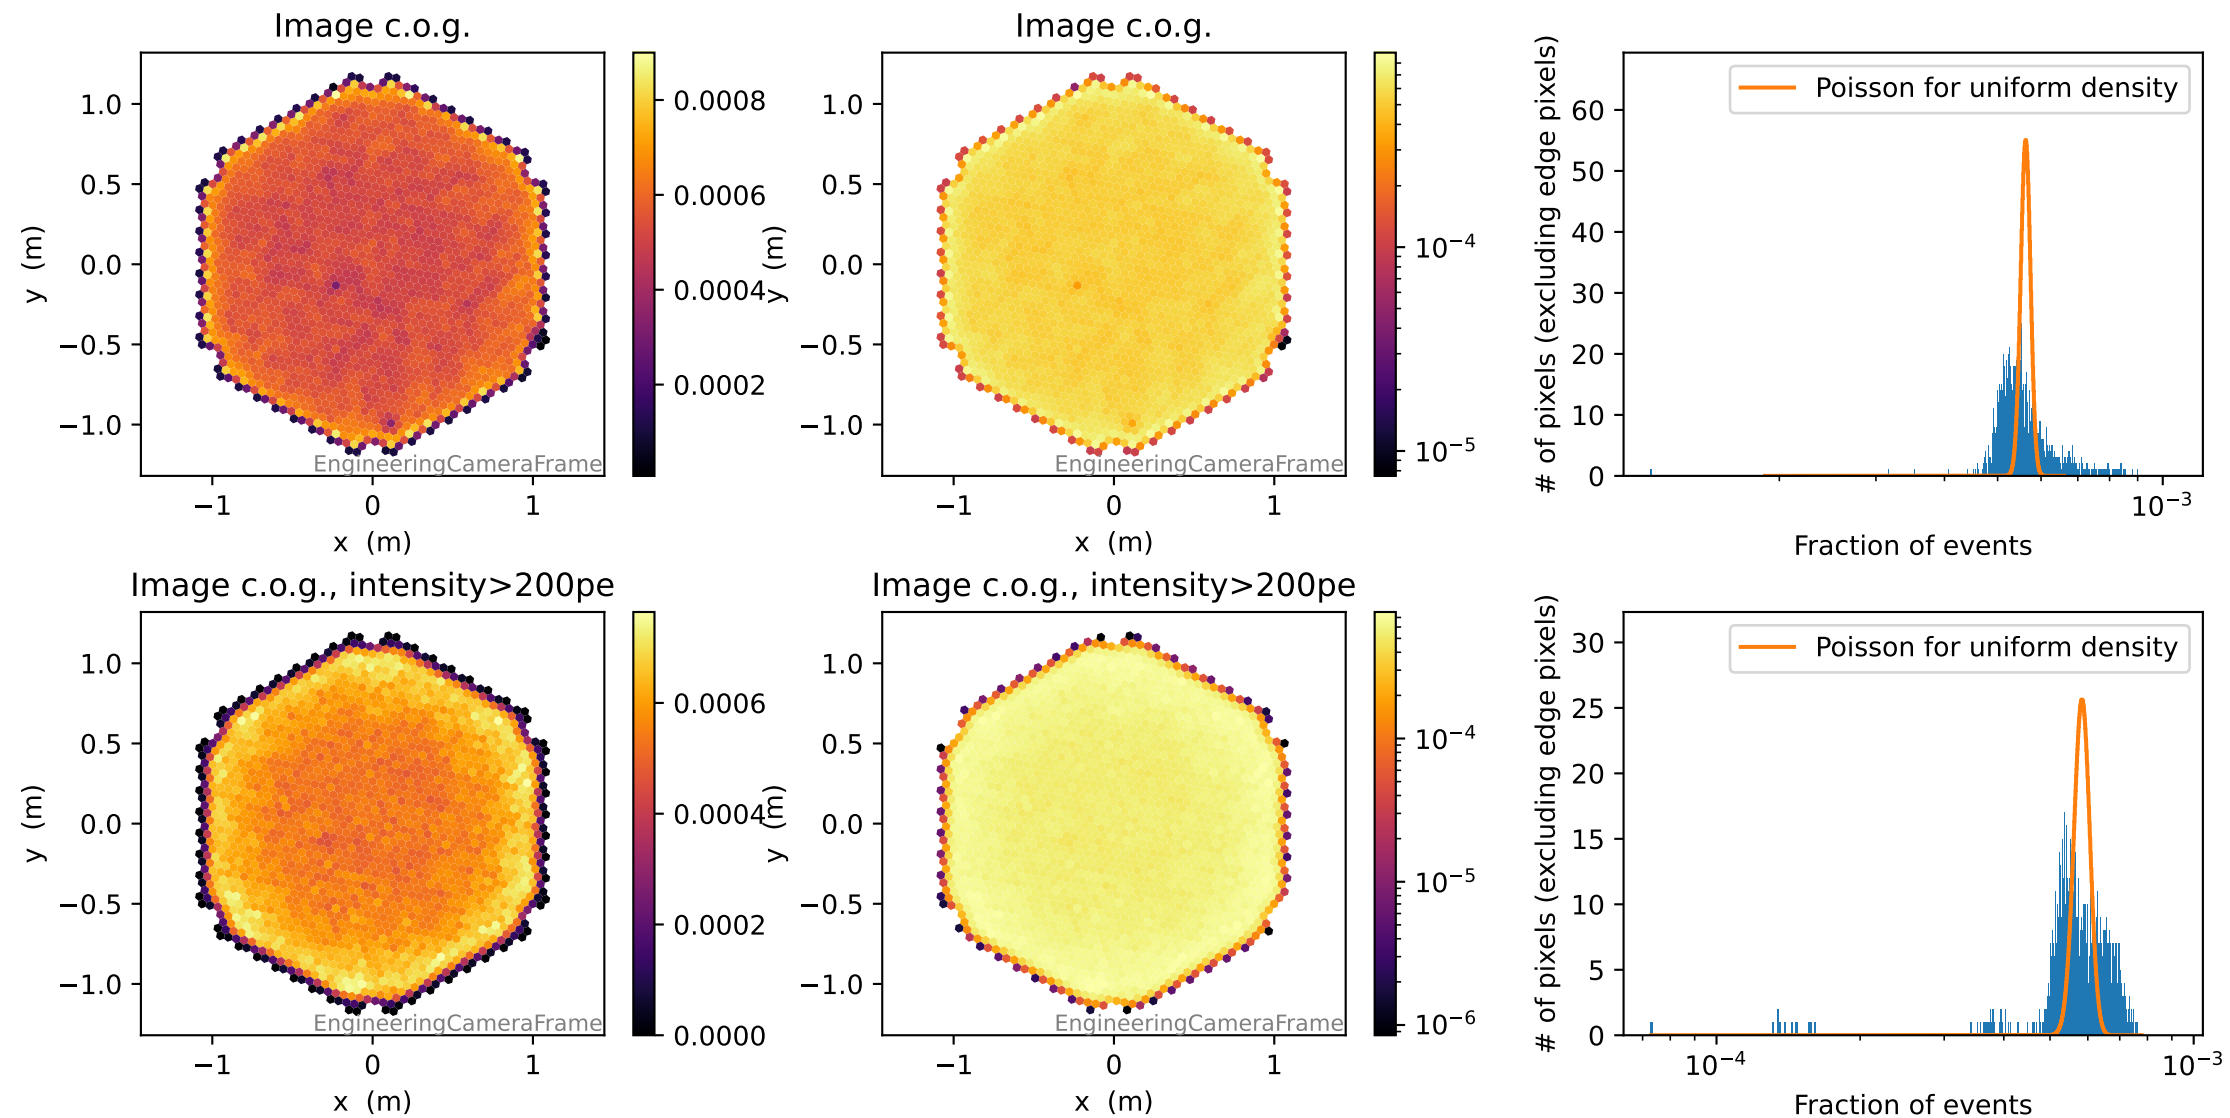 Image c.o.g.
1.0
0.5
0.0
−0.5
−1.0
y (m)
−1 0 1
x (m)
EngineeringCameraFrame
0.0008
0.0006
0.0004
0.0002
Image c.o.g.
1.0
0.5
0.0
−0.5
−1.0
y (m)
−1 0 1
x (m)
EngineeringCameraFrame
10⁻⁴
10⁻⁵
Poisson for uniform density
# of pixels (excluding edge pixels)
60
50
40
30
20
10
0
10⁻³
Fraction of events
Image c.o.g., intensity>200pe
1.0
0.5
0.0
−0.5
−1.0
y (m)
−1 0 1
x (m)
EngineeringCameraFrame
0.0006
0.0004
0.0002
0.0000
Image c.o.g., intensity>200pe
1.0
0.5
0.0
−0.5
−1.0
y (m)
−1 0 1
x (m)
EngineeringCameraFrame
10⁻⁴
10⁻⁵
10⁻⁶
Poisson for uniform density
# of pixels (excluding edge pixels)
30
25
20
15
10
5
0
10⁻⁴ 10⁻³
Fraction of events